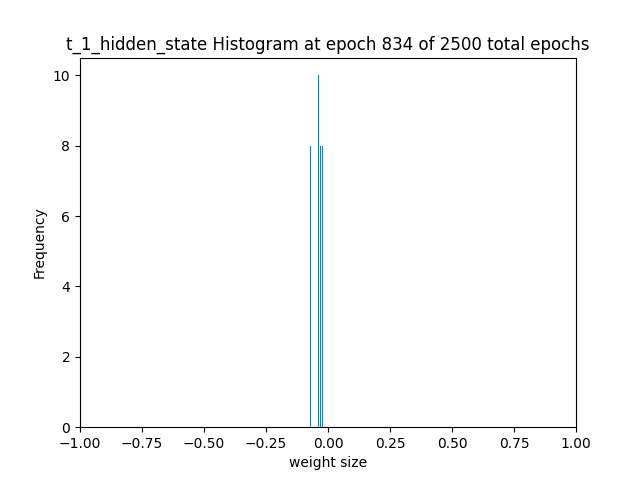 t_1_hidden_state Histogram at epoch 834 of 2500 total epochs
10
8
6
4
2
0
Frequency
−1.00 −0.75 −0.50 −0.25 0.00 0.25 0.50 0.75 1.00
weight size